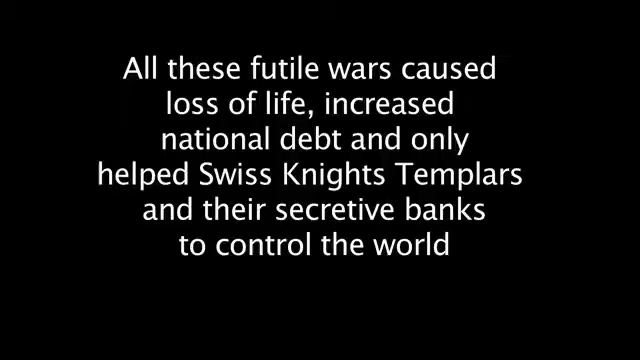 All these futile wars caused
loss of life, increased
national debt and only
helped Swiss Knights Templars
and their secretive banks
to control the world